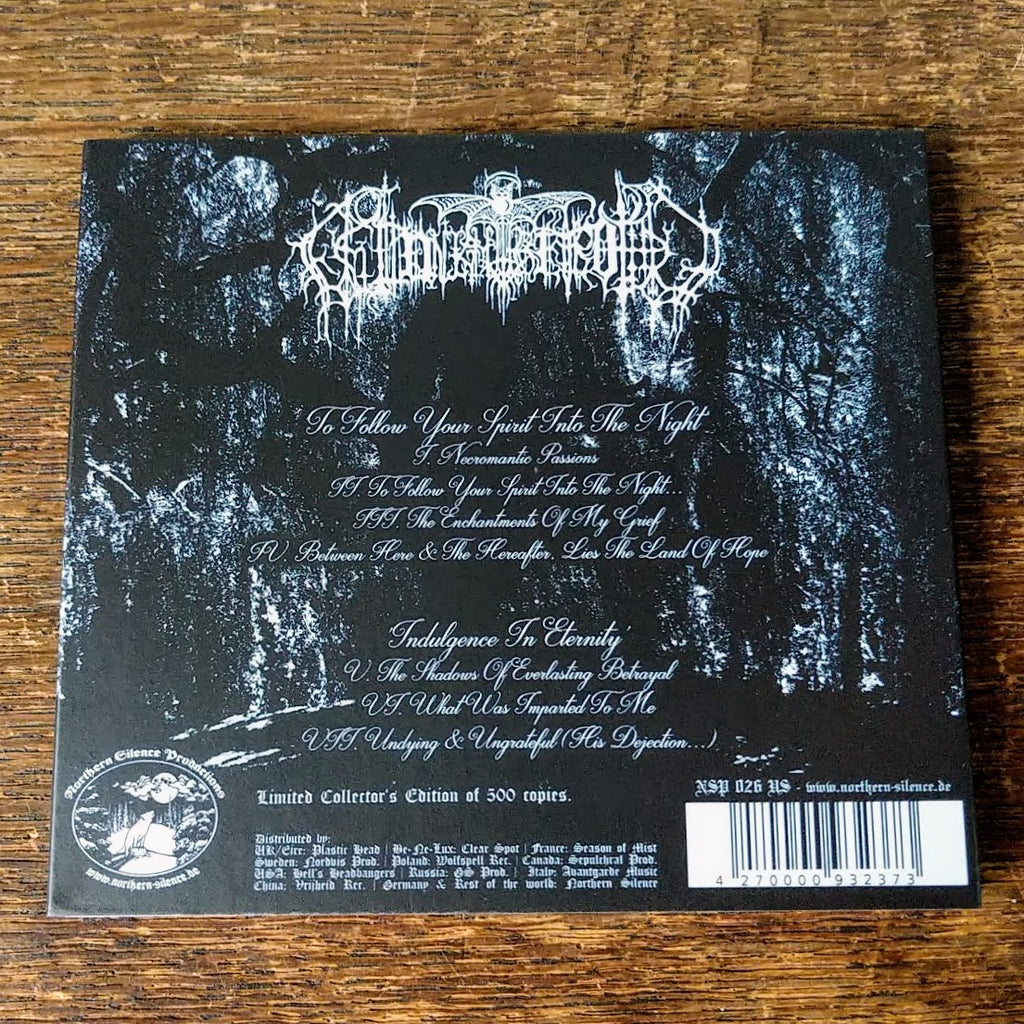 To Follow Your Spirit Into The Night
I. Necromantic Passions
II. To Follow Your Spirit Into The Night...
III. The Enchantments Of My Grief
IV. Between Here & The Hereafter, Lies The Land Of Hope
Indulgence In Eternity
V. The Shadows Of Everlasting Betrayal
VI. What Was Imparted To Me
VII. Undying & Ungrateful (His Dejection...)
Northern Silence Productions
www.northern-silence.de
Limited Collector's Edition of 500 copies.
Distributed by:
UK/Eire: Plastic Head | Be-Ne-Lux: Clear Spot | France: Season of Mist
Sweden: Nordvis Prod. | Poland: Wolfspell Rec. | Canada: Sepulchral Prod.
USA: Hell's Headbangers | Russia: GS Prod. | Italy: Avantgarde Music
China: Vrijheid Rec. | Germany & Rest of the world: Northern Silence
NSP 026 US - www.northern-silence.de
4 270000 932373